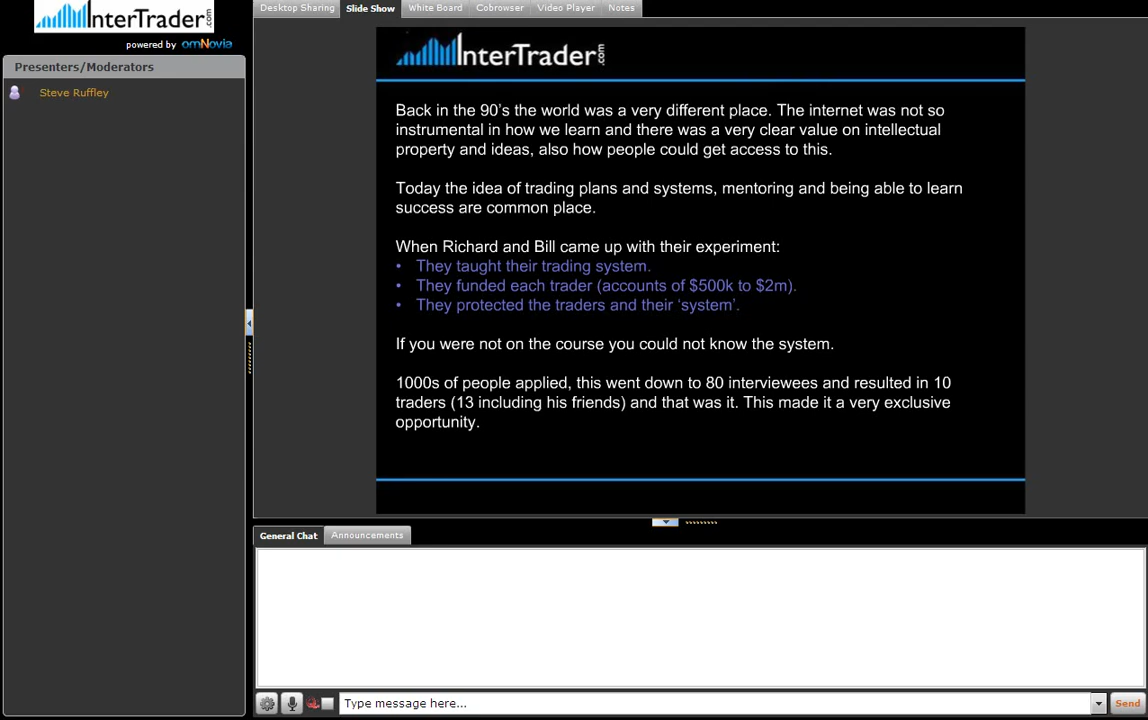 InterTrader.com
powered by omNovia
Presenters/Moderators
Steve Ruffley
Desktop Sharing
Slide Show
White Board
Cobrowser
Video Player
Notes
InterTrader.com
Back in the 90's the world was a very different place. The internet was not so
instrumental in how we learn and there was a very clear value on intellectual
property and ideas, also how people could get access to this.
Today the idea of trading plans and systems, mentoring and being able to learn
success are common place.
When Richard and Bill came up with their experiment:
• They taught their trading system.
• They funded each trader (accounts of $500k to $2m).
• They protected the traders and their ‘system’.
If you were not on the course you could not know the system.
1000s of people applied, this went down to 80 interviewees and resulted in 10
traders (13 including his friends) and that was it. This made it a very exclusive
opportunity.
General Chat
Announcements
Type message here...
Send